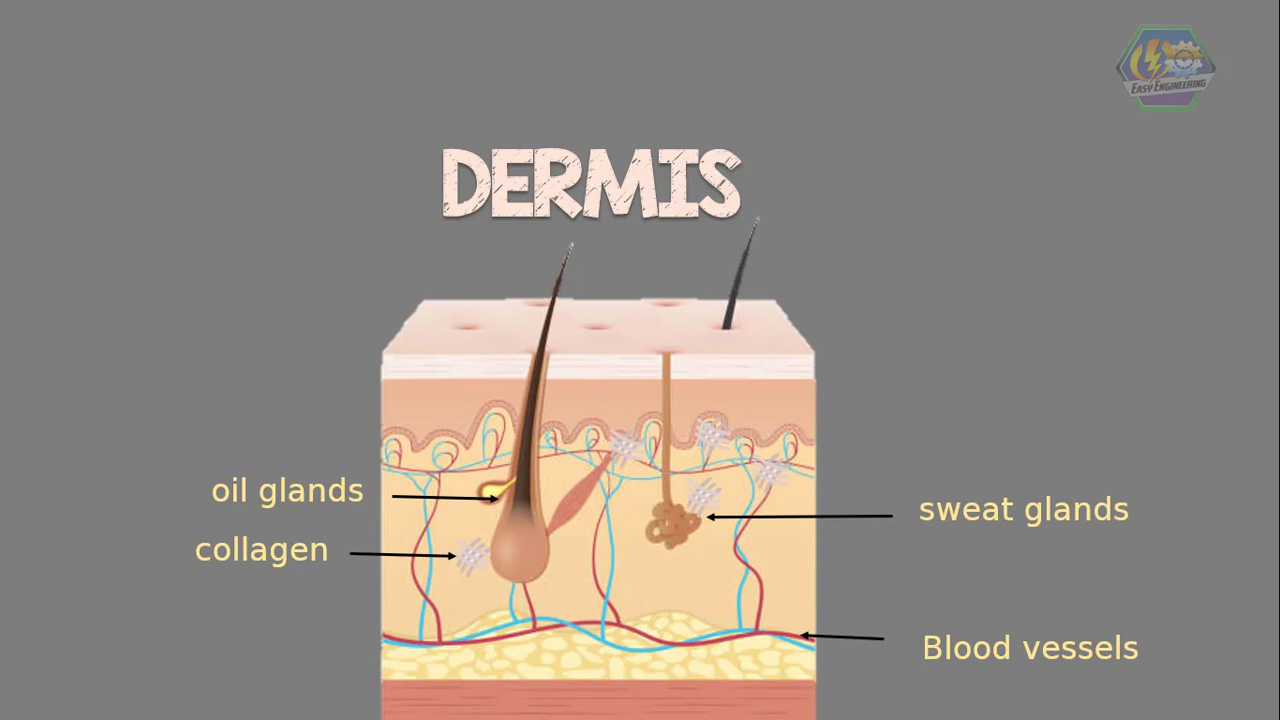 EASY ENGINEERING
DERMIS
oil glands
sweat glands
collagen
Blood vessels